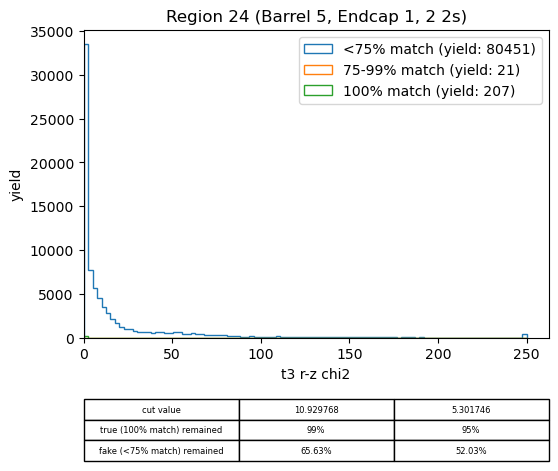 Region 24 (Barrel 5, Endcap 1, 2 2s)
<75% match (yield: 80451)
75-99% match (yield: 21)
100% match (yield: 207)
yield
35000
30000
25000
20000
15000
10000
5000
0
0 50 100 150 200 250
t3 r-z chi2
cut value 10.929768 5.301746
true (100% match) remained 99% 95%
fake (<75% match) remained 65.63% 52.03%